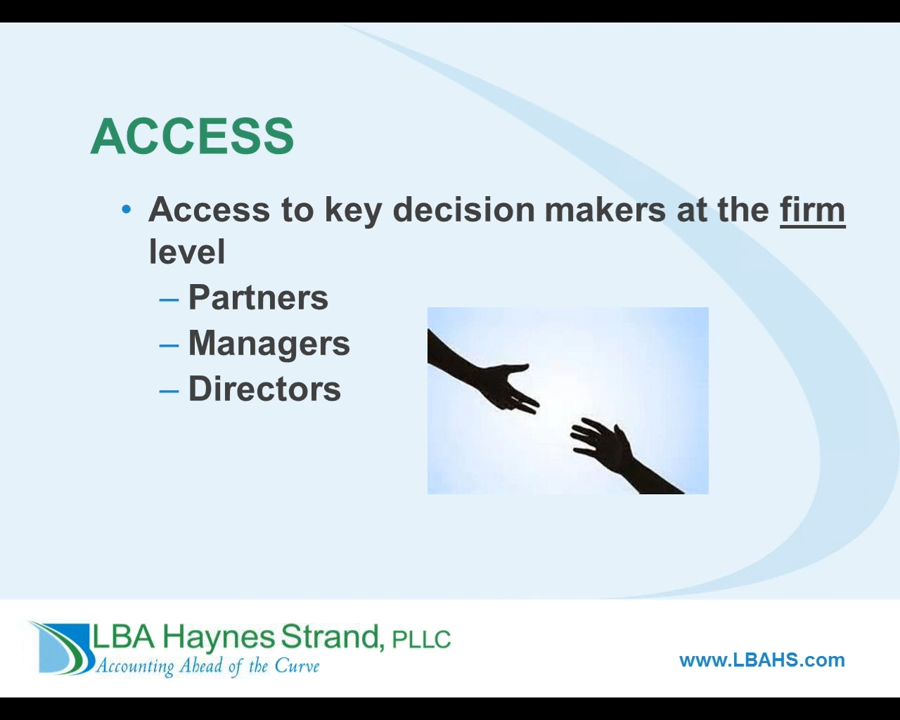 ACCESS
• Access to key decision makers at the firm
level
– Partners
– Managers
– Directors
LBA Haynes Strand, PLLC
Accounting Ahead of the Curve
www.LBAHS.com